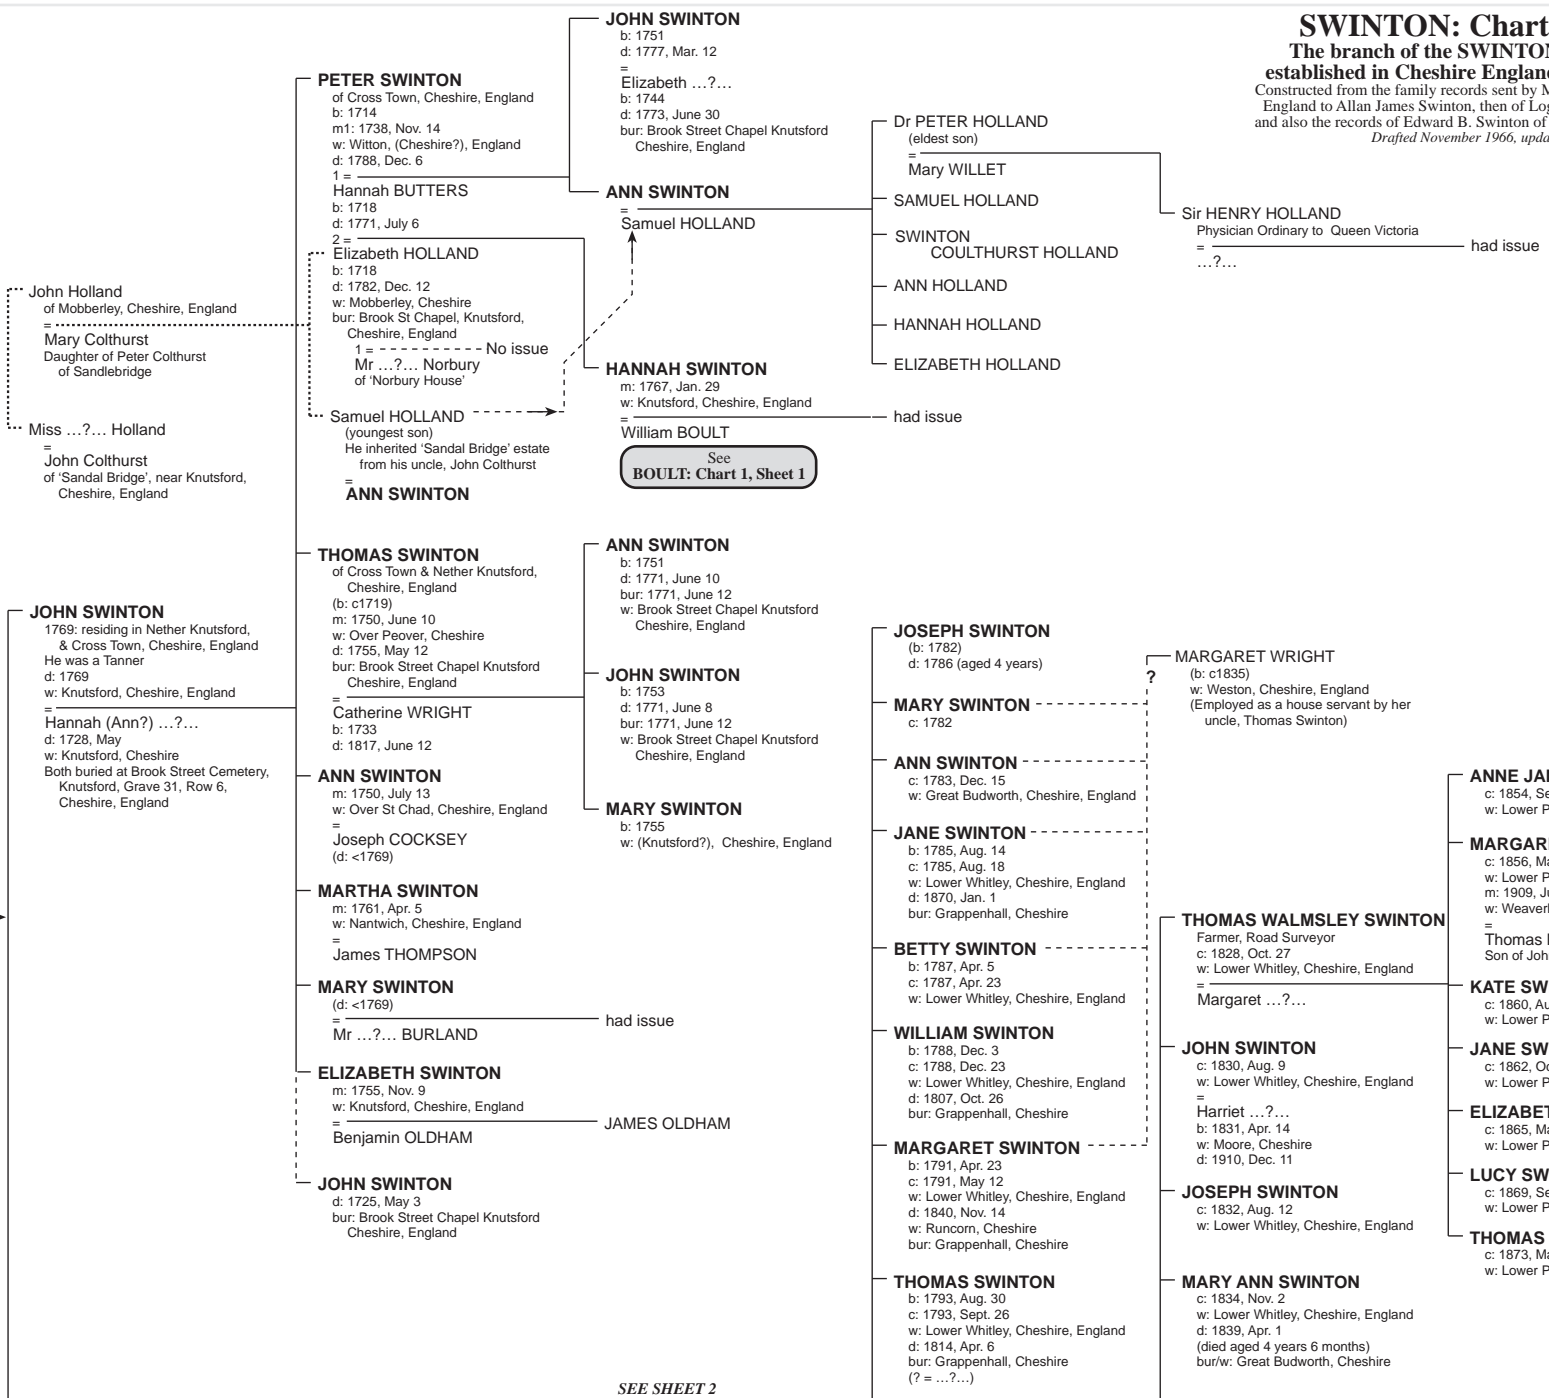 SWINTON: Chart
The branch of the SWINTON
established in Cheshire England
Constructed from the family records sent by M
England to Allan James Swinton, then of Log
and also the records of Edward B. Swinton of
Drafted November 1966, upda
John Holland
of Mobberley, Cheshire, England
=
Mary Colthurst
Daughter of Peter Colthurst
of Sandlebridge
Miss …?… Holland
=
John Colthurst
of ‘Sandal Bridge’, near Knutsford,
Cheshire, England
JOHN SWINTON
1769: residing in Nether Knutsford,
& Cross Town, Cheshire, England
He was a Tanner
d: 1769
w: Knutsford, Cheshire, England
=
Hannah (Ann?) …?…
d: 1728, May
w: Knutsford, Cheshire
Both buried at Brook Street Cemetery,
Knutsford, Grave 31, Row 6,
Cheshire, England
PETER SWINTON
of Cross Town, Cheshire, England
b: 1714
m1: 1738, Nov. 14
w: Witton, (Cheshire?), England
d: 1788, Dec. 6
1 =
Hannah BUTTERS
b: 1718
d: 1771, July 6
2 =
Elizabeth HOLLAND
b: 1718
d: 1782, Dec. 12
w: Mobberley, Cheshire
bur: Brook St Chapel, Knutsford,
Cheshire, England
1 = No issue
Mr …?… Norbury
of ‘Norbury House’
Samuel HOLLAND
(youngest son)
He inherited ‘Sandal Bridge’ estate
from his uncle, John Colthurst
=
ANN SWINTON
THOMAS SWINTON
of Cross Town & Nether Knutsford,
Cheshire, England
(b: c1719)
m: 1750, June 10
w: Over Peover, Cheshire
d: 1755, May 12
bur: Brook Street Chapel Knutsford
Cheshire, England
=
Catherine WRIGHT
b: 1733
d: 1817, June 12
ANN SWINTON
m: 1750, July 13
w: Over St Chad, Cheshire, England
=
Joseph COCKSEY
(d: <1769)
MARTHA SWINTON
m: 1761, Apr. 5
w: Nantwich, Cheshire, England
=
James THOMPSON
MARY SWINTON
(d: <1769)
= had issue
Mr …?… BURLAND
ELIZABETH SWINTON
m: 1755, Nov. 9
w: Knutsford, Cheshire, England
= JAMES OLDHAM
Benjamin OLDHAM
JOHN SWINTON
d: 1725, May 3
bur: Brook Street Chapel Knutsford
Cheshire, England
JOHN SWINTON
b: 1751
d: 1777, Mar. 12
=
Elizabeth …?…
b: 1744
d: 1773, June 30
bur: Brook Street Chapel Knutsford
Cheshire, England
ANN SWINTON
=
Samuel HOLLAND
HANNAH SWINTON
m: 1767, Jan. 29
w: Knutsford, Cheshire, England
= had issue
William BOULT
See
BOULT: Chart 1, Sheet 1
ANN SWINTON
b: 1751
d: 1771, June 10
bur: 1771, June 12
w: Brook Street Chapel Knutsford
Cheshire, England
JOHN SWINTON
b: 1753
d: 1771, June 8
bur: 1771, June 12
w: Brook Street Chapel Knutsford
Cheshire, England
MARY SWINTON
b: 1755
w: (Knutsford?), Cheshire, England
SEE SHEET 2
Dr PETER HOLLAND
(eldest son)
=
Mary WILLET
SAMUEL HOLLAND
SWINTON
COULTHURST HOLLAND
ANN HOLLAND
HANNAH HOLLAND
ELIZABETH HOLLAND
Sir HENRY HOLLAND
Physician Ordinary to Queen Victoria
= had issue
…?…
JOSEPH SWINTON
(b: 1782)
d: 1786 (aged 4 years)
MARY SWINTON
c: 1782
ANN SWINTON
c: 1783, Dec. 15
w: Great Budworth, Cheshire, England
JANE SWINTON
b: 1785, Aug. 14
c: 1785, Aug. 18
w: Lower Whitley, Cheshire, England
d: 1870, Jan. 1
bur: Grappenhall, Cheshire
BETTY SWINTON
b: 1787, Apr. 5
c: 1787, Apr. 23
w: Lower Whitley, Cheshire, England
WILLIAM SWINTON
b: 1788, Dec. 3
c: 1788, Dec. 23
w: Lower Whitley, Cheshire, England
d: 1807, Oct. 26
bur: Grappenhall, Cheshire
MARGARET SWINTON
b: 1791, Apr. 23
c: 1791, May 12
w: Lower Whitley, Cheshire, England
d: 1840, Nov. 14
w: Runcorn, Cheshire
bur: Grappenhall, Cheshire
THOMAS SWINTON
b: 1793, Aug. 30
c: 1793, Sept. 26
w: Lower Whitley, Cheshire, England
d: 1814, Apr. 6
bur: Grappenhall, Cheshire
(? = …?…)
?
MARGARET WRIGHT
(b: c1835)
w: Weston, Cheshire, England
(Employed as a house servant by her
uncle, Thomas Swinton)
THOMAS WALMSLEY SWINTON
Farmer, Road Surveyor
c: 1828, Oct. 27
w: Lower Whitley, Cheshire, England
=
Margaret …?…
JOHN SWINTON
c: 1830, Aug. 9
w: Lower Whitley, Cheshire, England
=
Harriet …?…
b: 1831, Apr. 14
w: Moore, Cheshire
d: 1910, Dec. 11
JOSEPH SWINTON
c: 1832, Aug. 12
w: Lower Whitley, Cheshire, England
MARY ANN SWINTON
c: 1834, Nov. 2
w: Lower Whitley, Cheshire, England
d: 1839, Apr. 1
(died aged 4 years 6 months)
bur/w: Great Budworth, Cheshire
ANNE JAN
c: 1854, Se
w: Lower P
MARGARE
c: 1856, Ma
w: Lower P
m: 1909, Ju
w: Weaverl
=
Thomas
Son of Joh
KATE SW
c: 1860, Au
w: Lower P
JANE SW
c: 1862, Oc
w: Lower P
ELIZABET
c: 1865, Ma
w: Lower P
LUCY SW
c: 1869, Se
w: Lower P
THOMAS
c: 1873, Ma
w: Lower P